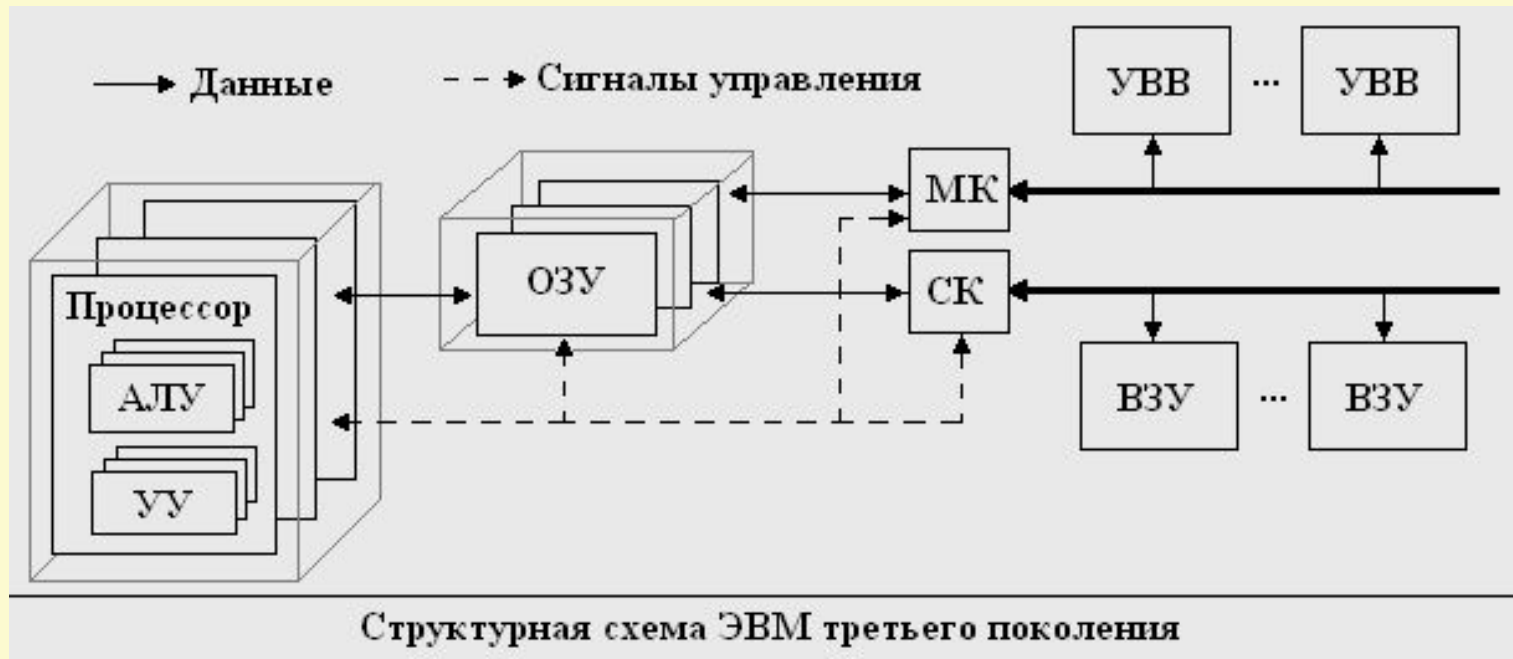 Данные
Сигналы управления
УВВ ... УВВ
МК
ОЗУ
СК
Процессор
АЛУ
ВЗУ ... ВЗУ
УУ
Структурная схема ЭВМ третьего поколения